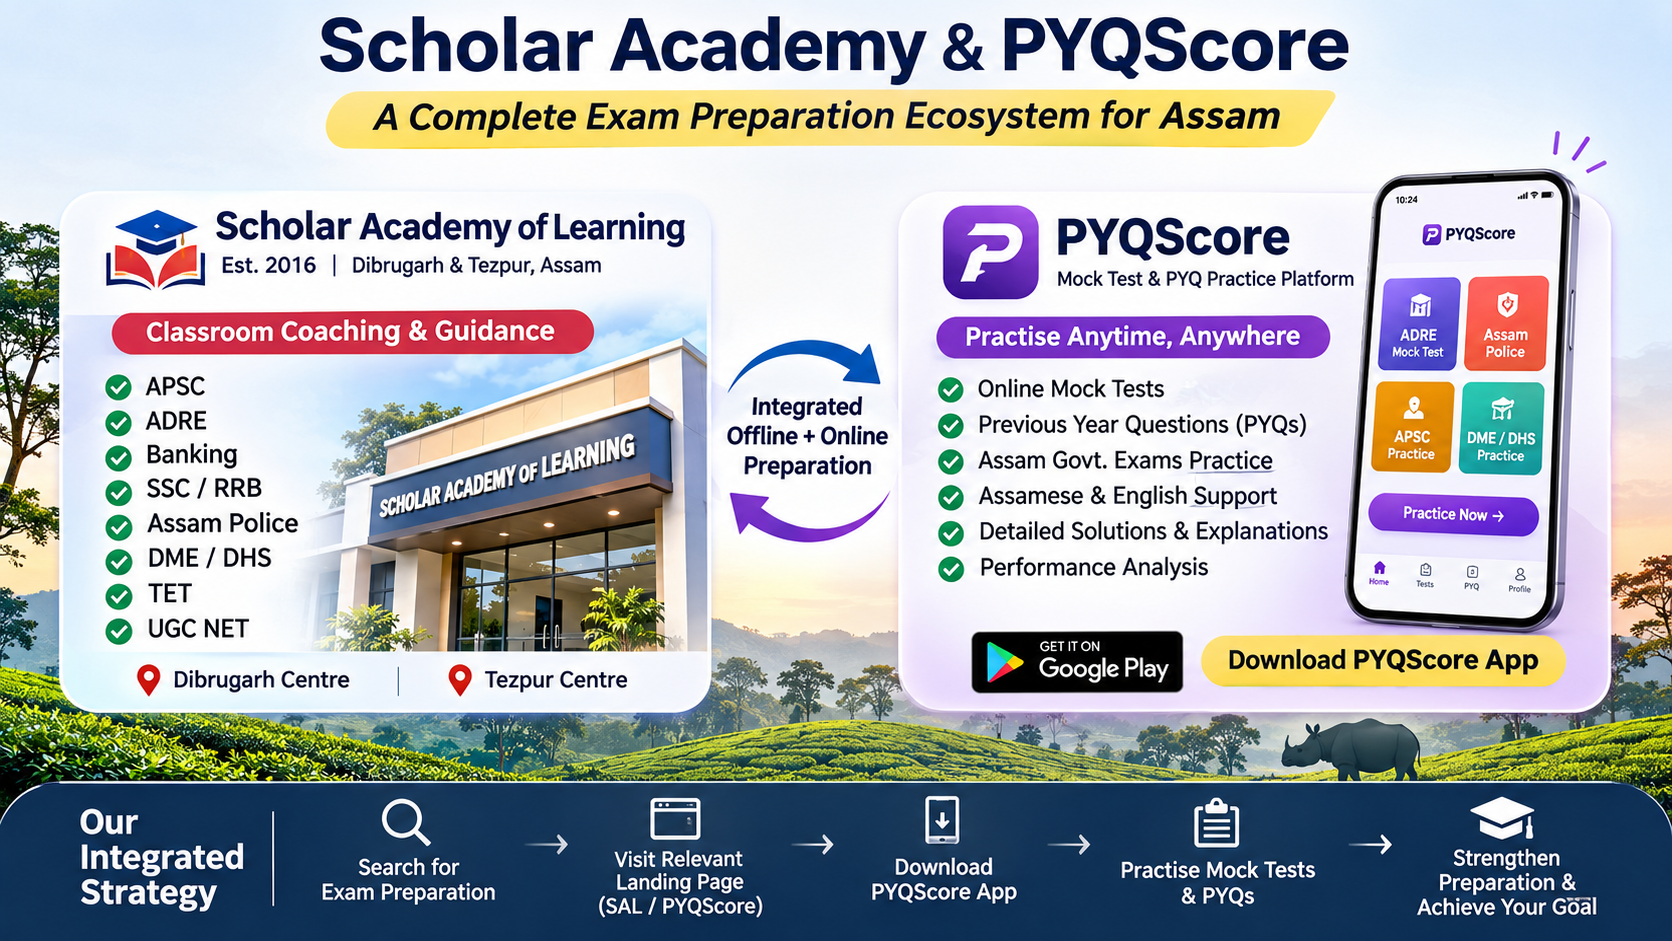 Scholar Academy & PYQScore
A Complete Exam Preparation Ecosystem for Assam
Scholar Academy of Learning
Est. 2016 | Dibrugarh & Tezpur, Assam
Classroom Coaching & Guidance
APSC
ADRE
Banking
SSC / RRB
Assam Police
DME / DHS
TET
UGC NET
SCHOLAR ACADEMY OF LEARNING
Dibrugarh Centre
Tezpur Centre
Integrated
Offline + Online
Preparation
PYQScore
Mock Test & PYQ Practice Platform
Practise Anytime, Anywhere
Online Mock Tests
Previous Year Questions (PYQs)
Assam Govt. Exams Practice
Assamese & English Support
Detailed Solutions & Explanations
Performance Analysis
GET IT ON
Google Play
Download PYQScore App
10:24
PYQScore
ADRE
Mock Test
Assam
Police
APSC
Practice
DME / DHS
Practice
Practice Now →
Home
Tests
PYQ
Profile
Our
Integrated
Strategy
Search for
Exam Preparation
Visit Relevant
Landing Page
(SAL / PYQScore)
Download
PYQScore App
Practise Mock Tests
& PYQs
Strengthen
Preparation &
Achieve Your Goal